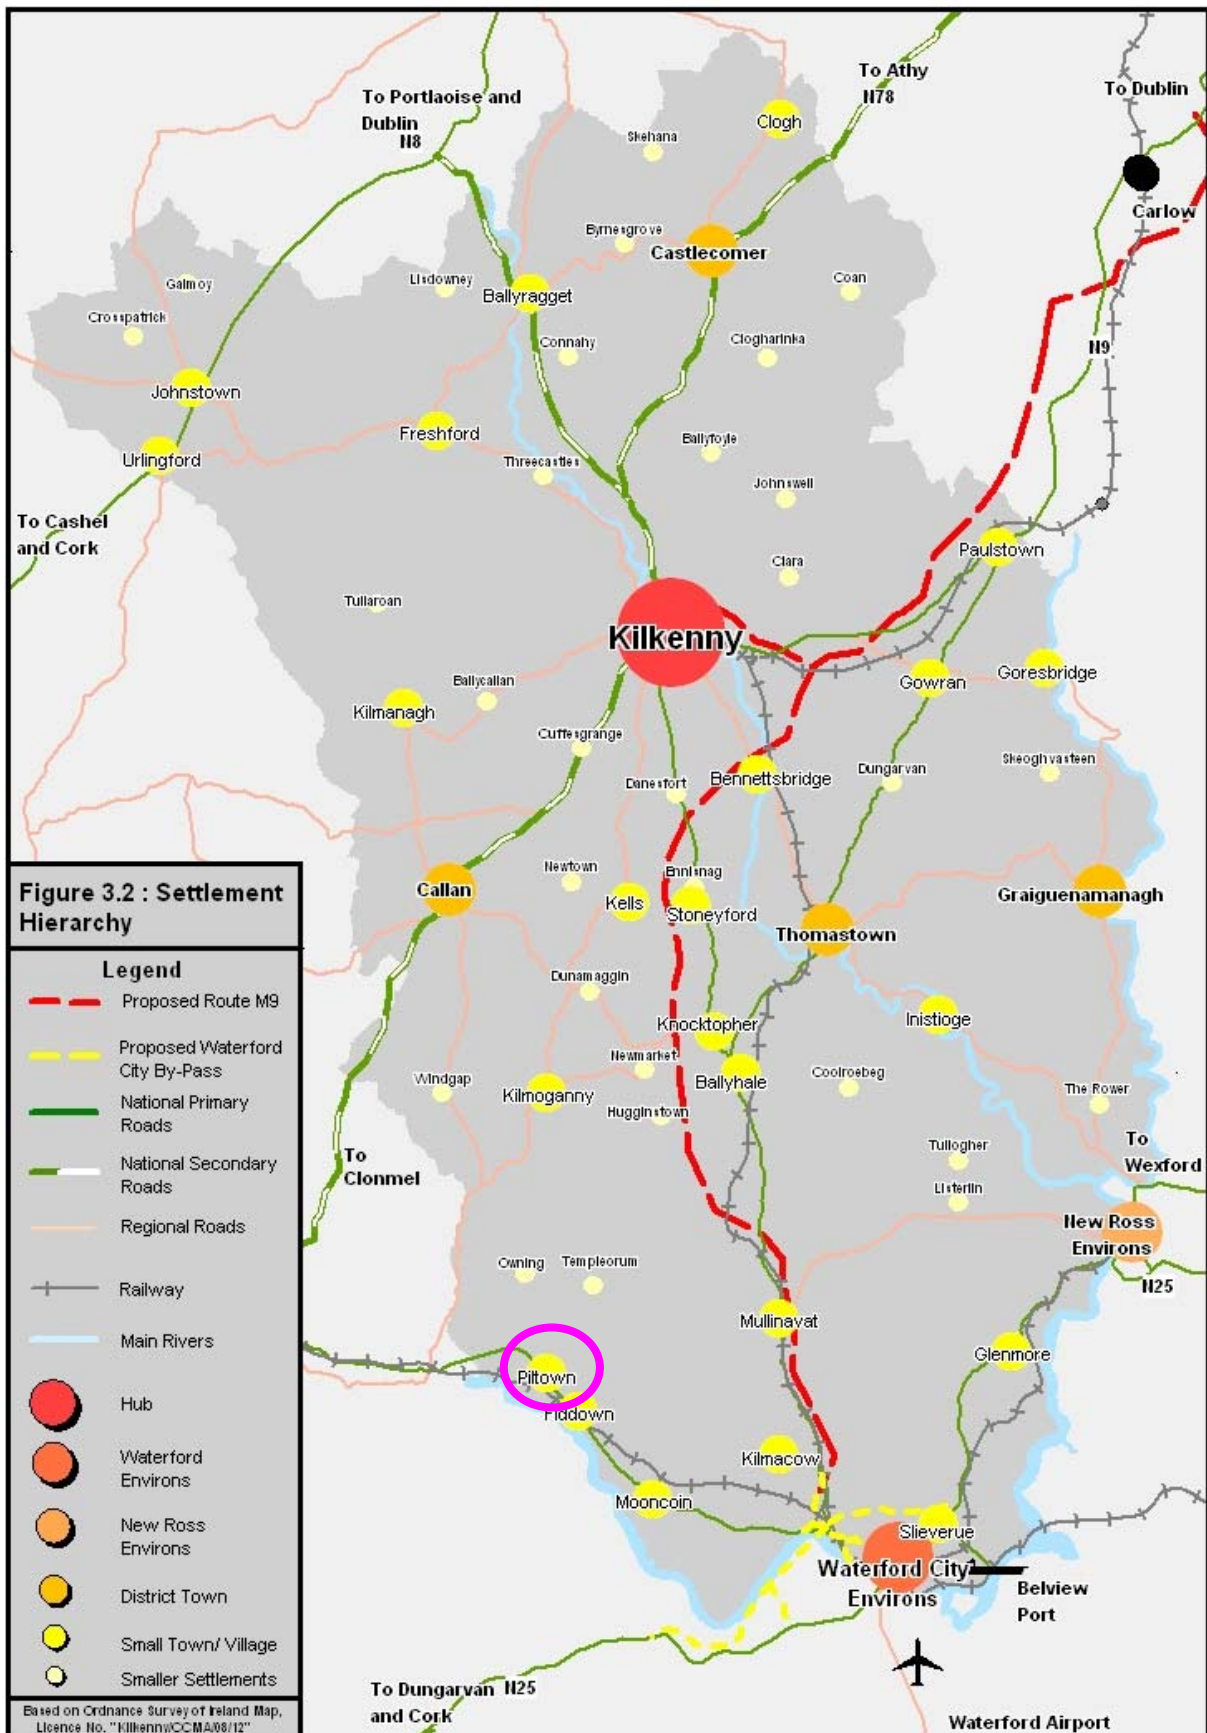 To Athy
N78
To Portlaoise and
Dublin
N8
To Dublin
Clogh
Skehana
Carlow
Byrnesgrove
Castlecomer
Galmoy
Lisdowney
Ballyragget
Coan
Crosspatrick
Connahy
Clogharinka
N9
Johnstown
Freshford
Ballyfoyle
Urlingford
Threecastles
Johnswell
To Cashel
and Cork
Paulstown
Clara
Tullaroan
Kilkenny
Goresbridge
Gowran
Ballycallan
Kilmanagh
Cuffesgrange
Skeoghvasteen
Dungarvan
Bennettsbridge
Danesfort
Newtown
Ennisnag
Callan
Kells
Stoneyford
Graiguenamanagh
Thomastown
Dunamaggin
Inistioge
Knocktopher
Newmarket
Windgap
Ballyhale
Coolroebeg
Kilmoganny
The Rower
Hugginstown
To
Clonmel
Tullogher
To
Wexford
Listerlin
New Ross
Environs
Owning
Templeorum
N25
Mullinavat
Glenmore
Piltown
Fiddown
Kilmacow
Mooncoin
Slieverue
Waterford City
Environs
Belview
Port
To Dungarvan
and Cork
N25
Waterford Airport
Figure 3.2 : Settlement
Hierarchy
Legend
Proposed Route M9
Proposed Waterford
City By-Pass
National Primary
Roads
National Secondary
Roads
Regional Roads
Railway
Main Rivers
Hub
Waterford
Environs
New Ross
Environs
District Town
Small Town/ Village
Smaller Settlements
Based on Ordnance Survey of Ireland Map,
Licence No. "Kilkenny/CCMA/08/12"